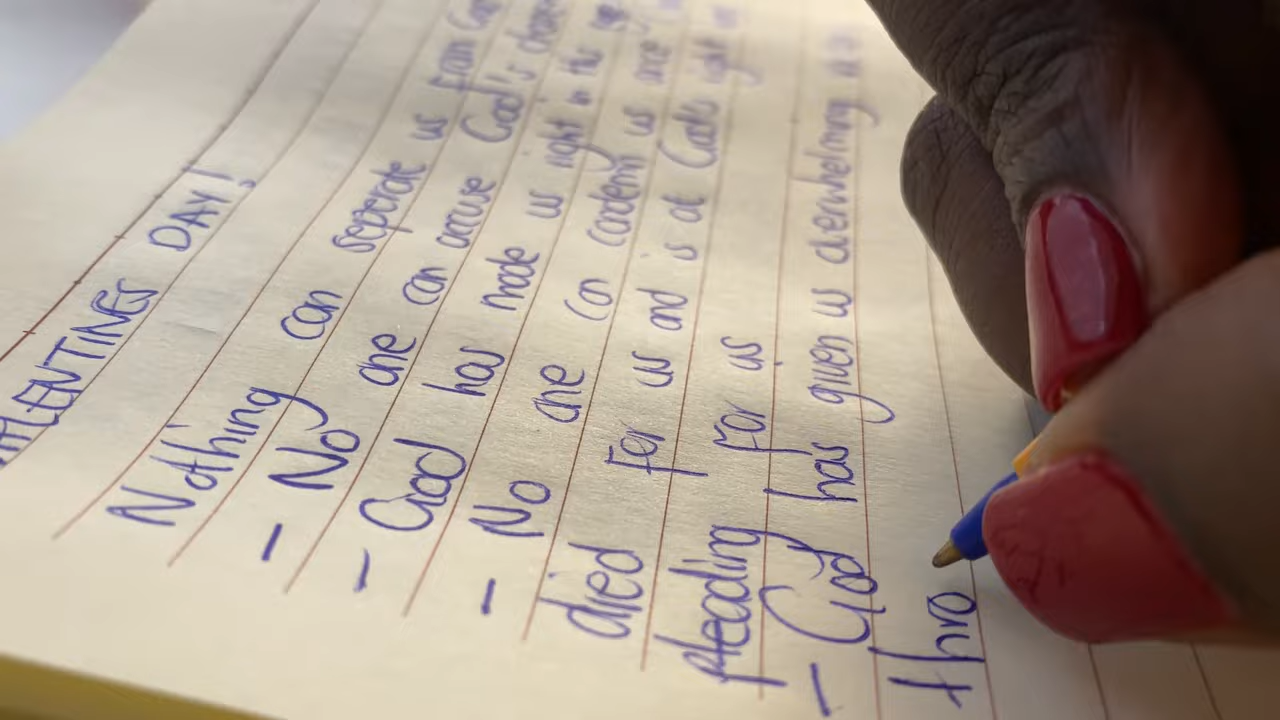 VALENTINES DAY!
Nothing can seperate us from
- No one can accuse God's
- God has made us right in the
- No one can codemn us
died for us and is at Gods right
pleading for us
- God has given us overwhelming
thro